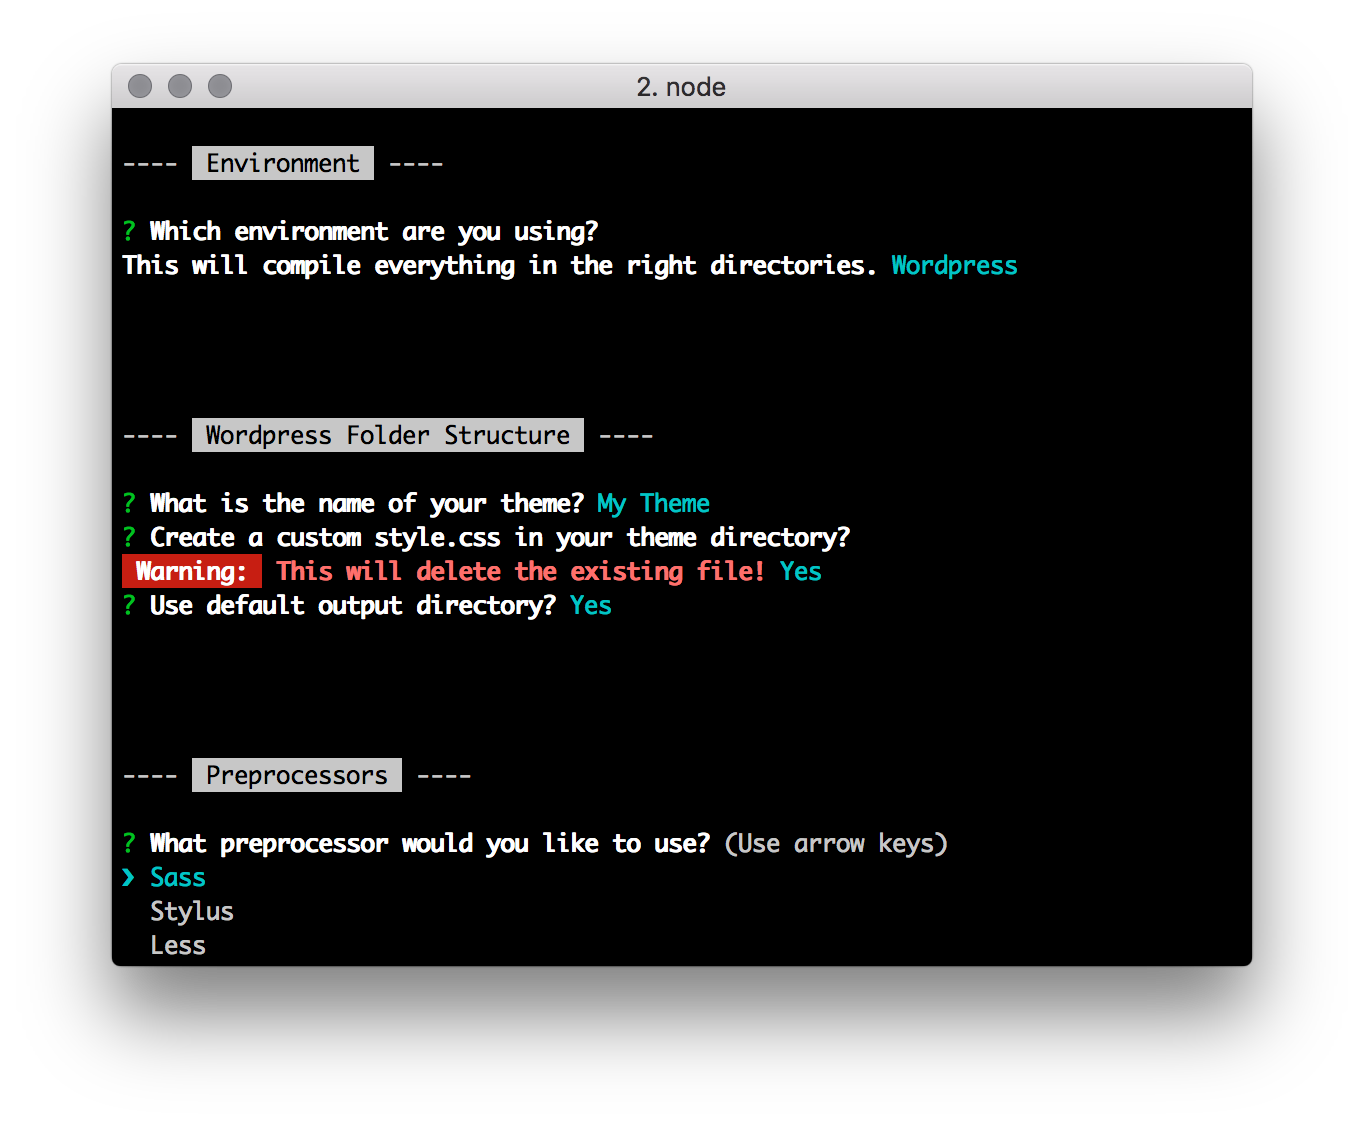 2. node
---- Environment ----
? Which environment are you using?
This will compile everything in the right directories. Wordpress
---- Wordpress Folder Structure ----
? What is the name of your theme? My Theme
? Create a custom style.css in your theme directory?
Warning: This will delete the existing file! Yes
? Use default output directory? Yes
---- Preprocessors ----
? What preprocessor would you like to use? (Use arrow keys)
❯ Sass
Stylus
Less